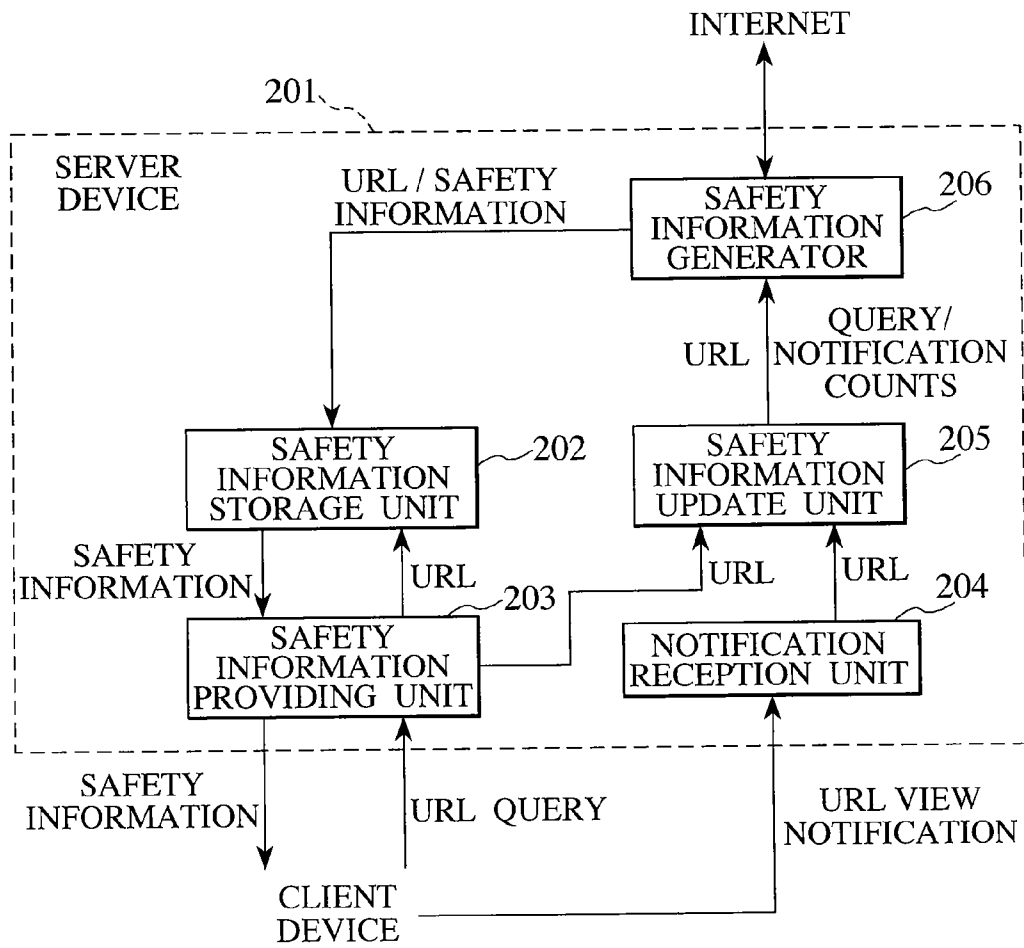 INTERNET
201
SERVER
DEVICE
URL / SAFETY
INFORMATION
SAFETY
INFORMATION
GENERATOR
206
URL
QUERY/
NOTIFICATION
COUNTS
SAFETY
INFORMATION
STORAGE UNIT
202
SAFETY
INFORMATION
UPDATE UNIT
205
SAFETY
INFORMATION
URL
URL
URL
203
204
SAFETY
INFORMATION
PROVIDING UNIT
NOTIFICATION
RECEPTION UNIT
SAFETY
INFORMATION
URL QUERY
URL VIEW
NOTIFICATION
CLIENT
DEVICE